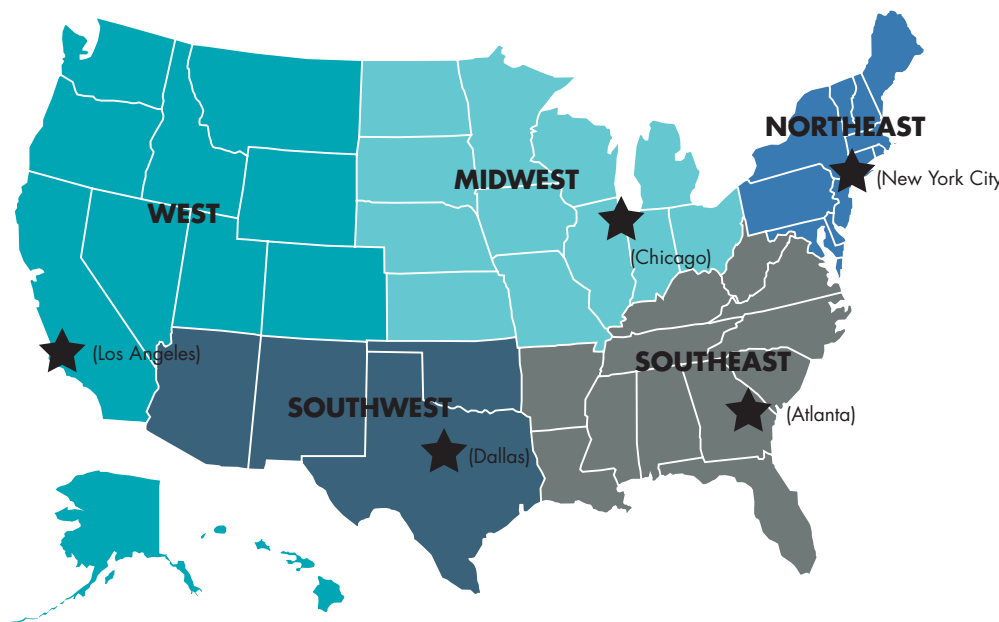 NORTHEAST
(New York City
MIDWEST
WEST
(Chicago)
(Los Angeles)
SOUTHEAST
SOUTHWEST
(Atlanta)
(Dallas)